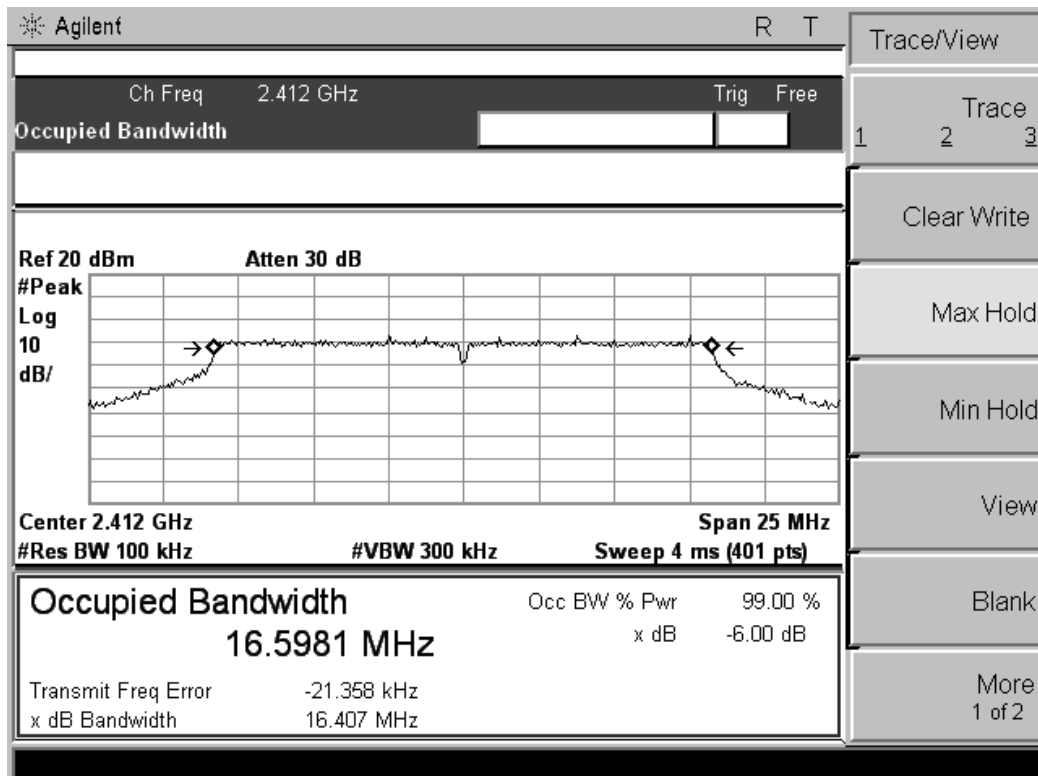 Agilent R T
Ch Freq 2.412 GHz Trig Free
Occupied Bandwidth
Ref 20 dBm Atten 30 dB
#Peak
Log
10
dB/
Center 2.412 GHz Span 25 MHz
#Res BW 100 kHz #VBW 300 kHz Sweep 4 ms (401 pts)
Occupied Bandwidth Occ BW % Pwr 99.00 %
16.5981 MHz x dB -6.00 dB
Transmit Freq Error -21.358 kHz
x dB Bandwidth 16.407 MHz
Trace/View
Trace
1 2 3
Clear Write
Max Hold
Min Hold
View
Blank
More
1 of 2